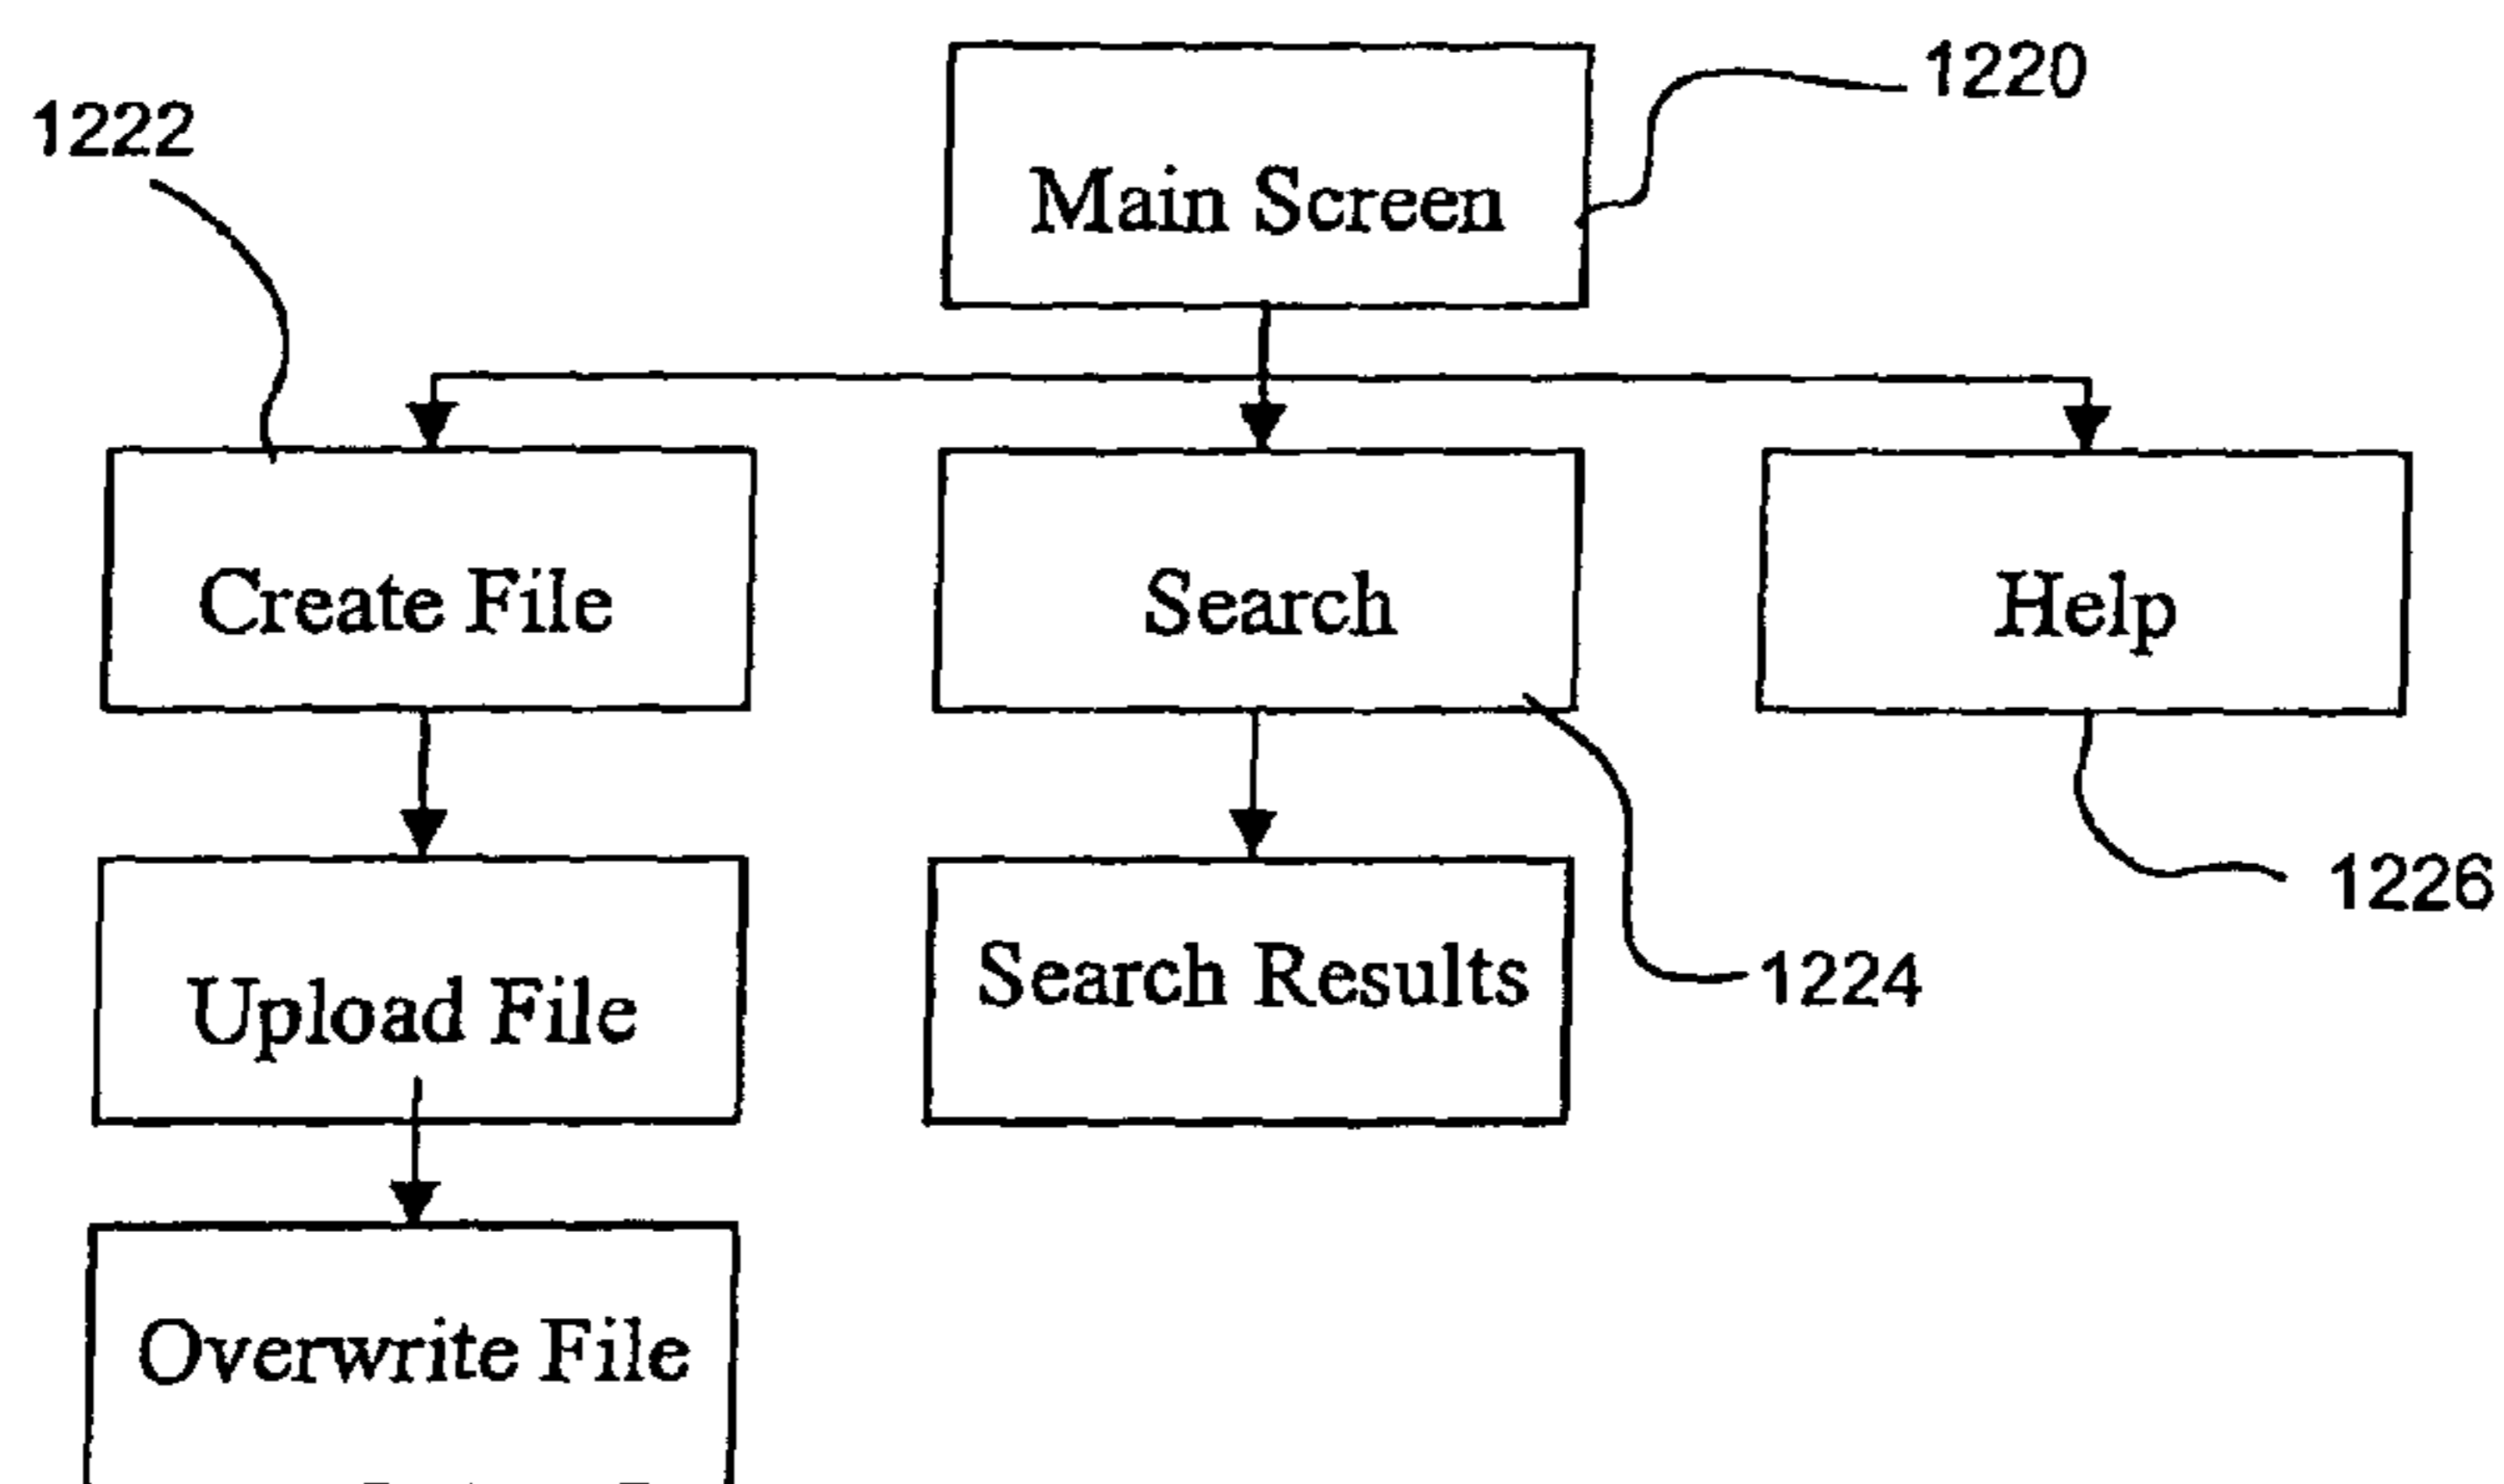 1220
1222
Main Screen
Create File
Search
Help
1226
Upload File
Search Results
1224
Overwrite File